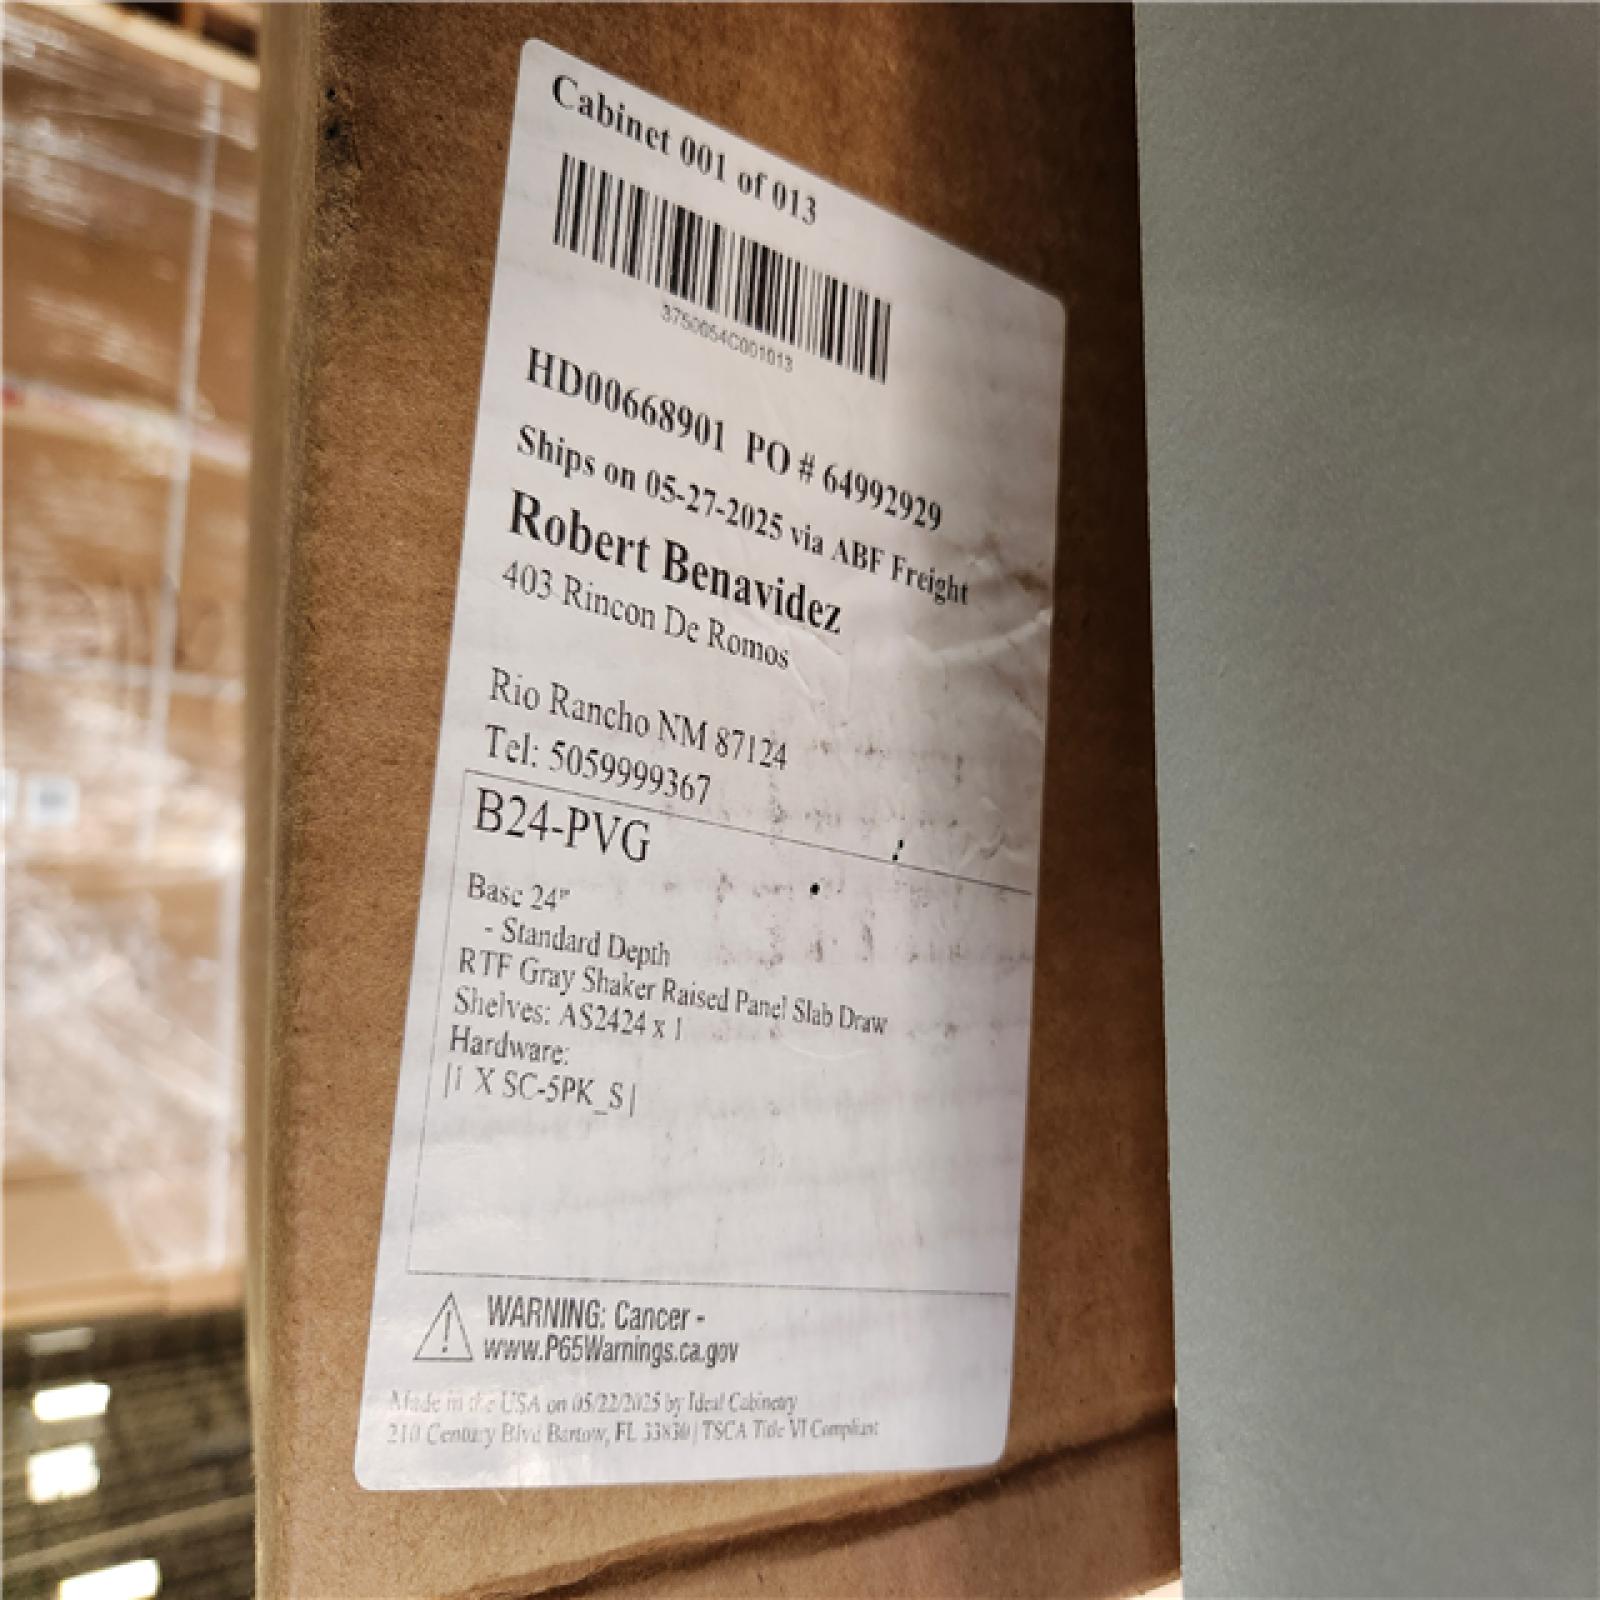 Cabinet 001 of 013
3750654C001013
HD00668901 PO # 64992929
Ships on 05-27-2025 via ABF Freight
Robert Benavidez
403 Rincon De Romos
Rio Rancho NM 87124
Tel: 5059999367
B24-PVG
Base 24"
- Standard Depth
RTF Gray Shaker Raised Panel Slab Draw
Shelves: AS2424 x 1
Hardware:
|1 X SC-5PK_S|
WARNING: Cancer -
www.P65Warnings.ca.gov
Made in the USA on 05/22/2025 by Ideal Cabinetry
210 Century Blvd Bartow, FL 33830 | TSCA Title VI Compliant